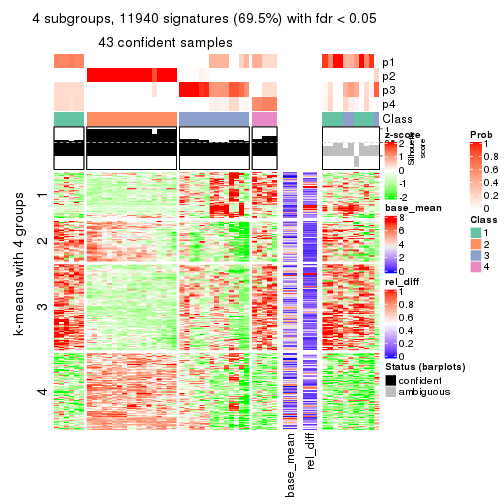 4 subgroups, 11940 signatures (69.5%) with fdr < 0.05
43 confident samples
p1
p2
p3
p4
Class
1
0
Silhouette
score
k-means with 4 groups
1
2
3
4
base_mean
rel_diff
z-score
2
1
0
-1
-2
base_mean
8
6
4
2
0
rel_diff
1
0.8
0.6
0.4
0.2
0
Status (barplots)
confident
ambiguous
Prob
1
0.8
0.6
0.4
0.2
0
Class
1
2
3
4